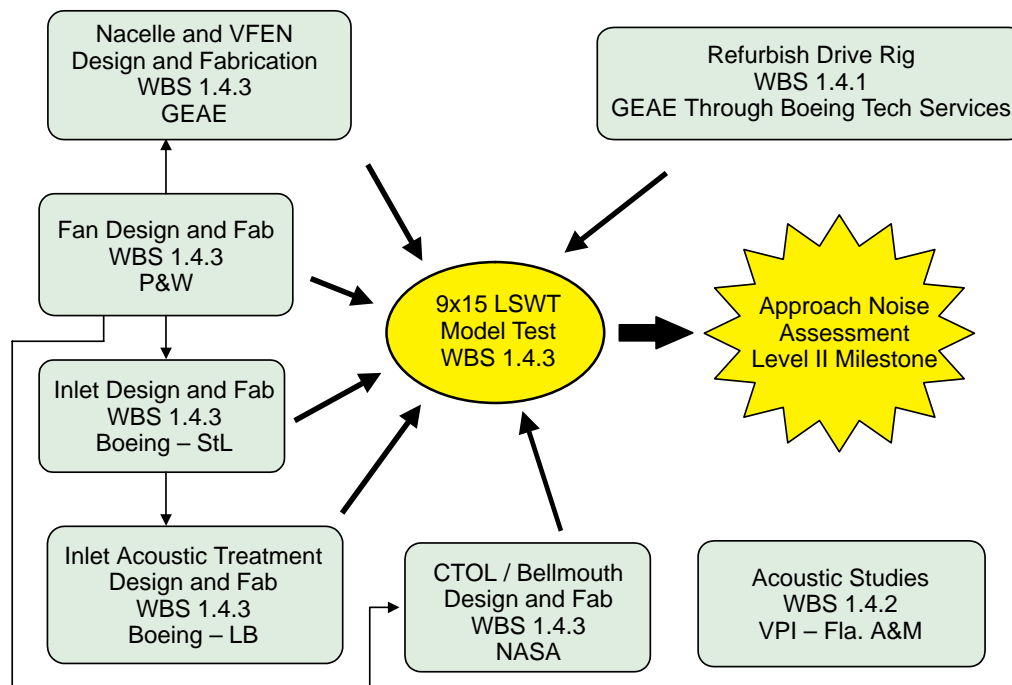 Nacelle and VFEN
Design and Fabrication
WBS 1.4.3
GEAE
Refurbish Drive Rig
WBS 1.4.1
GEAE Through Boeing Tech Services
Fan Design and Fab
WBS 1.4.3
P&W
9x15 LSWT
Model Test
WBS 1.4.3
Approach Noise
Assessment
Level II Milestone
Inlet Design and Fab
WBS 1.4.3
Boeing – StL
Inlet Acoustic Treatment
Design and Fab
WBS 1.4.3
Boeing – LB
CTOL / Bellmouth
Design and Fab
WBS 1.4.3
NASA
Acoustic Studies
WBS 1.4.2
VPI – Fla. A&M